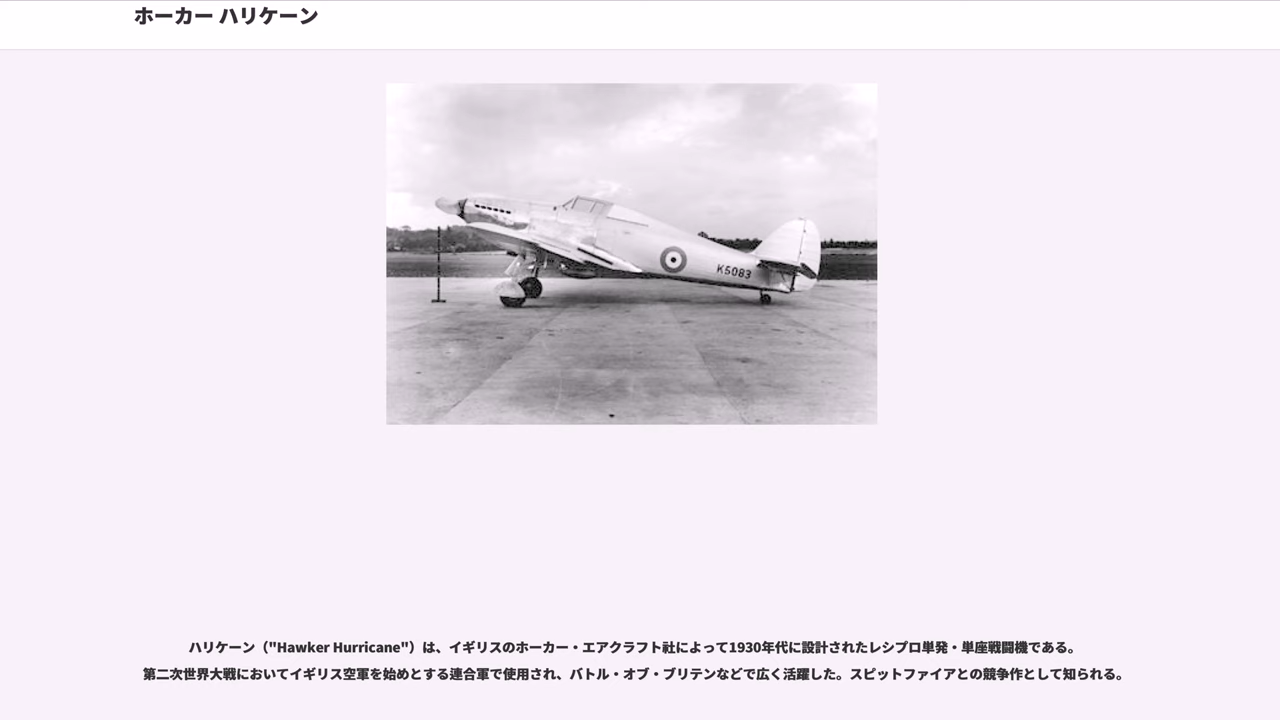 ホーカー ハリケーン
K5083
ハリケーン（"Hawker Hurricane"）は、イギリスのホーカー・エアクラフト社によって1930年代に設計されたレシプロ単発・単座戦闘機である。
第二次世界大戦においてイギリス空軍を始めとする連合軍で使用され、バトル・オブ・ブリテンなどで広く活躍した。スピットファイアとの競争作として知られる。